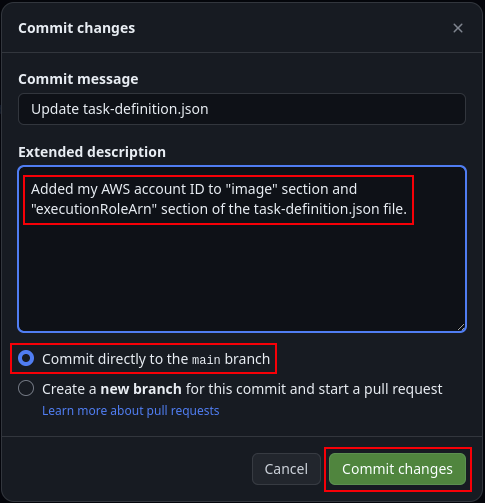 Commit changes
Commit message
Update task-definition.json
Extended description
Added my AWS account ID to "image" section and
"executionRoleArn" section of the task-definition.json file.
Commit directly to the main branch
Create a new branch for this commit and start a pull request
Learn more about pull requests
Cancel
Commit changes